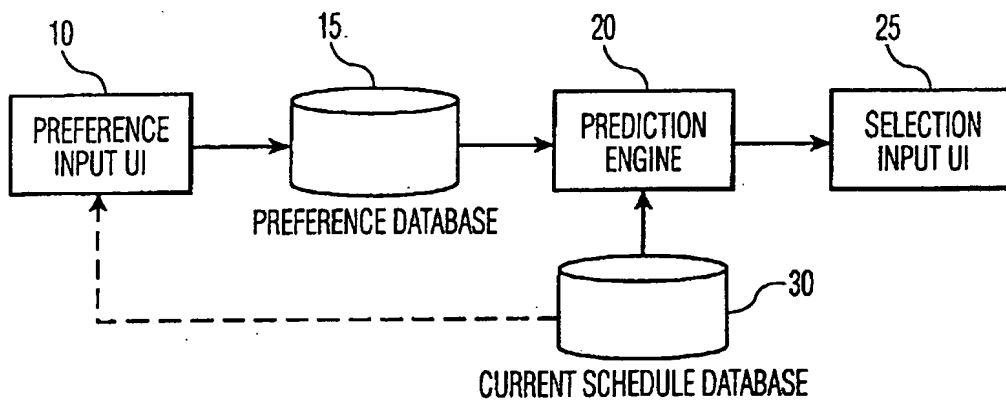 10
15.
20
25
PREFERENCE
INPUT UI
PREDICTION
ENGINE
SELECTION
INPUT UI
PREFERENCE DATABASE
30
CURRENT SCHEDULE DATABASE